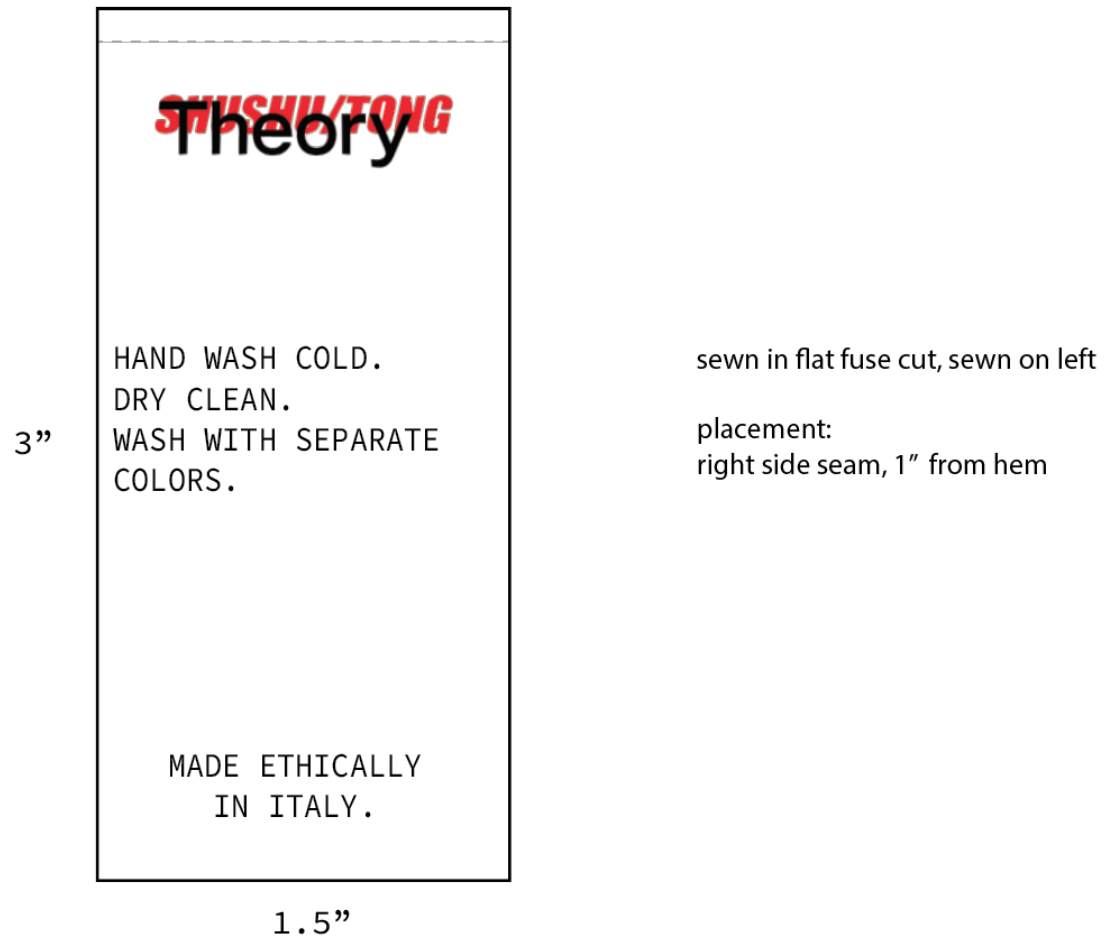 SHUSHU/TONG
Theory
HAND WASH COLD.
DRY CLEAN.
WASH WITH SEPARATE
COLORS.
MADE ETHICALLY
IN ITALY.
3”
1.5”
sewn in flat fuse cut, sewn on left
placement:
right side seam, 1” from hem